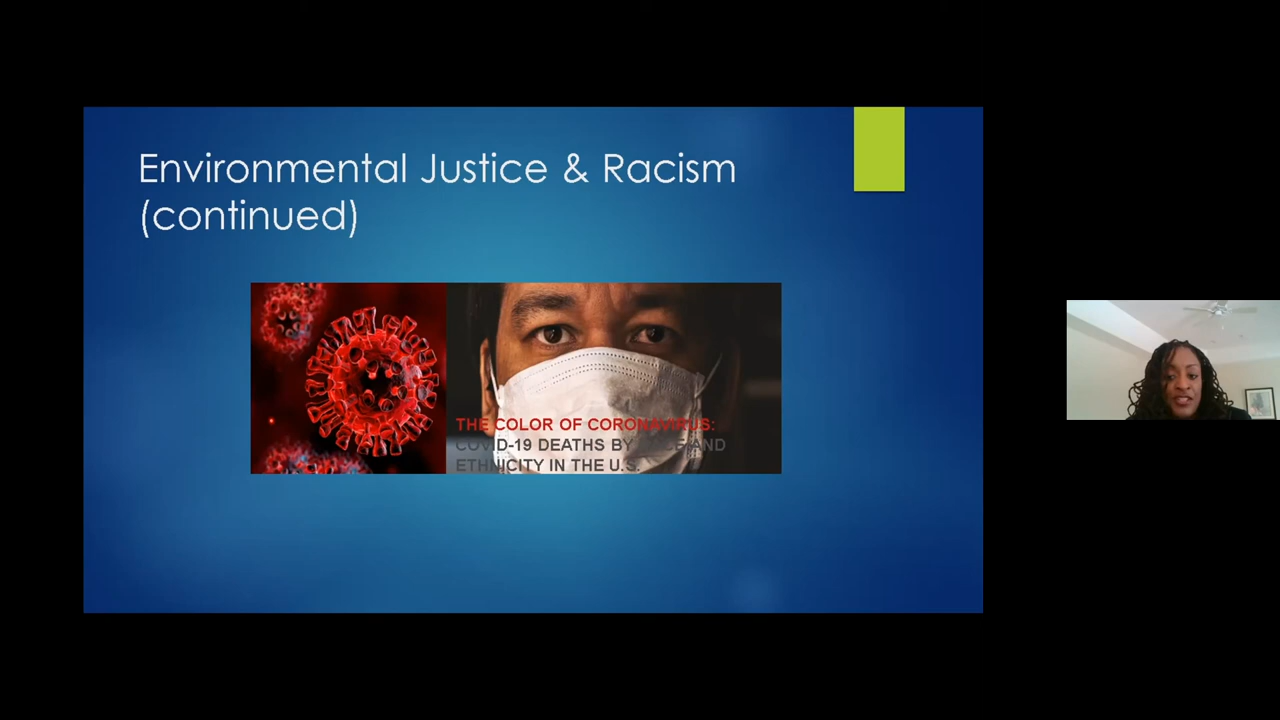 Environmental Justice & Racism
(continued)
THE COLOR OF CORONAVIRUS:
COVID-19 DEATHS BY RACE AND
ETHNICITY IN THE U.S.